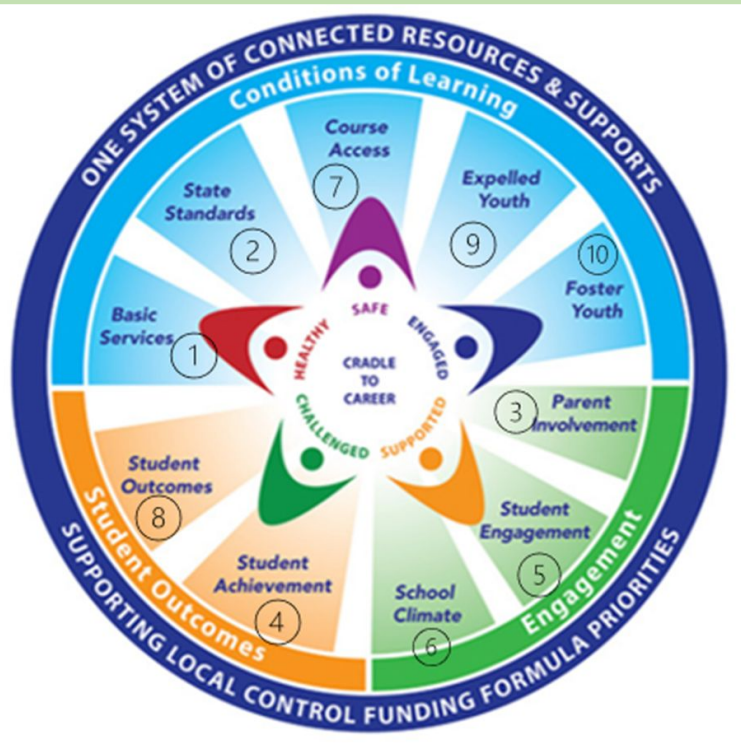 ONE SYSTEM OF CONNECTED RESOURCES & SUPPORTS
Conditions of Learning
Course
Access
7
State
Standards
2
Expelled
Youth
9
10
Foster
Youth
Basic
Services
1
SAFE
HEALTHY
ENGAGED
CRADLE
TO
CAREER
CHALLENGED
SUPPORTED
3
Parent
Involvement
Student
Outcomes
8
Student
Engagement
5
Student
Achievement
4
School
Climate
6
Student Outcomes
Engagement
SUPPORTING LOCAL CONTROL FUNDING FORMULA PRIORITIES